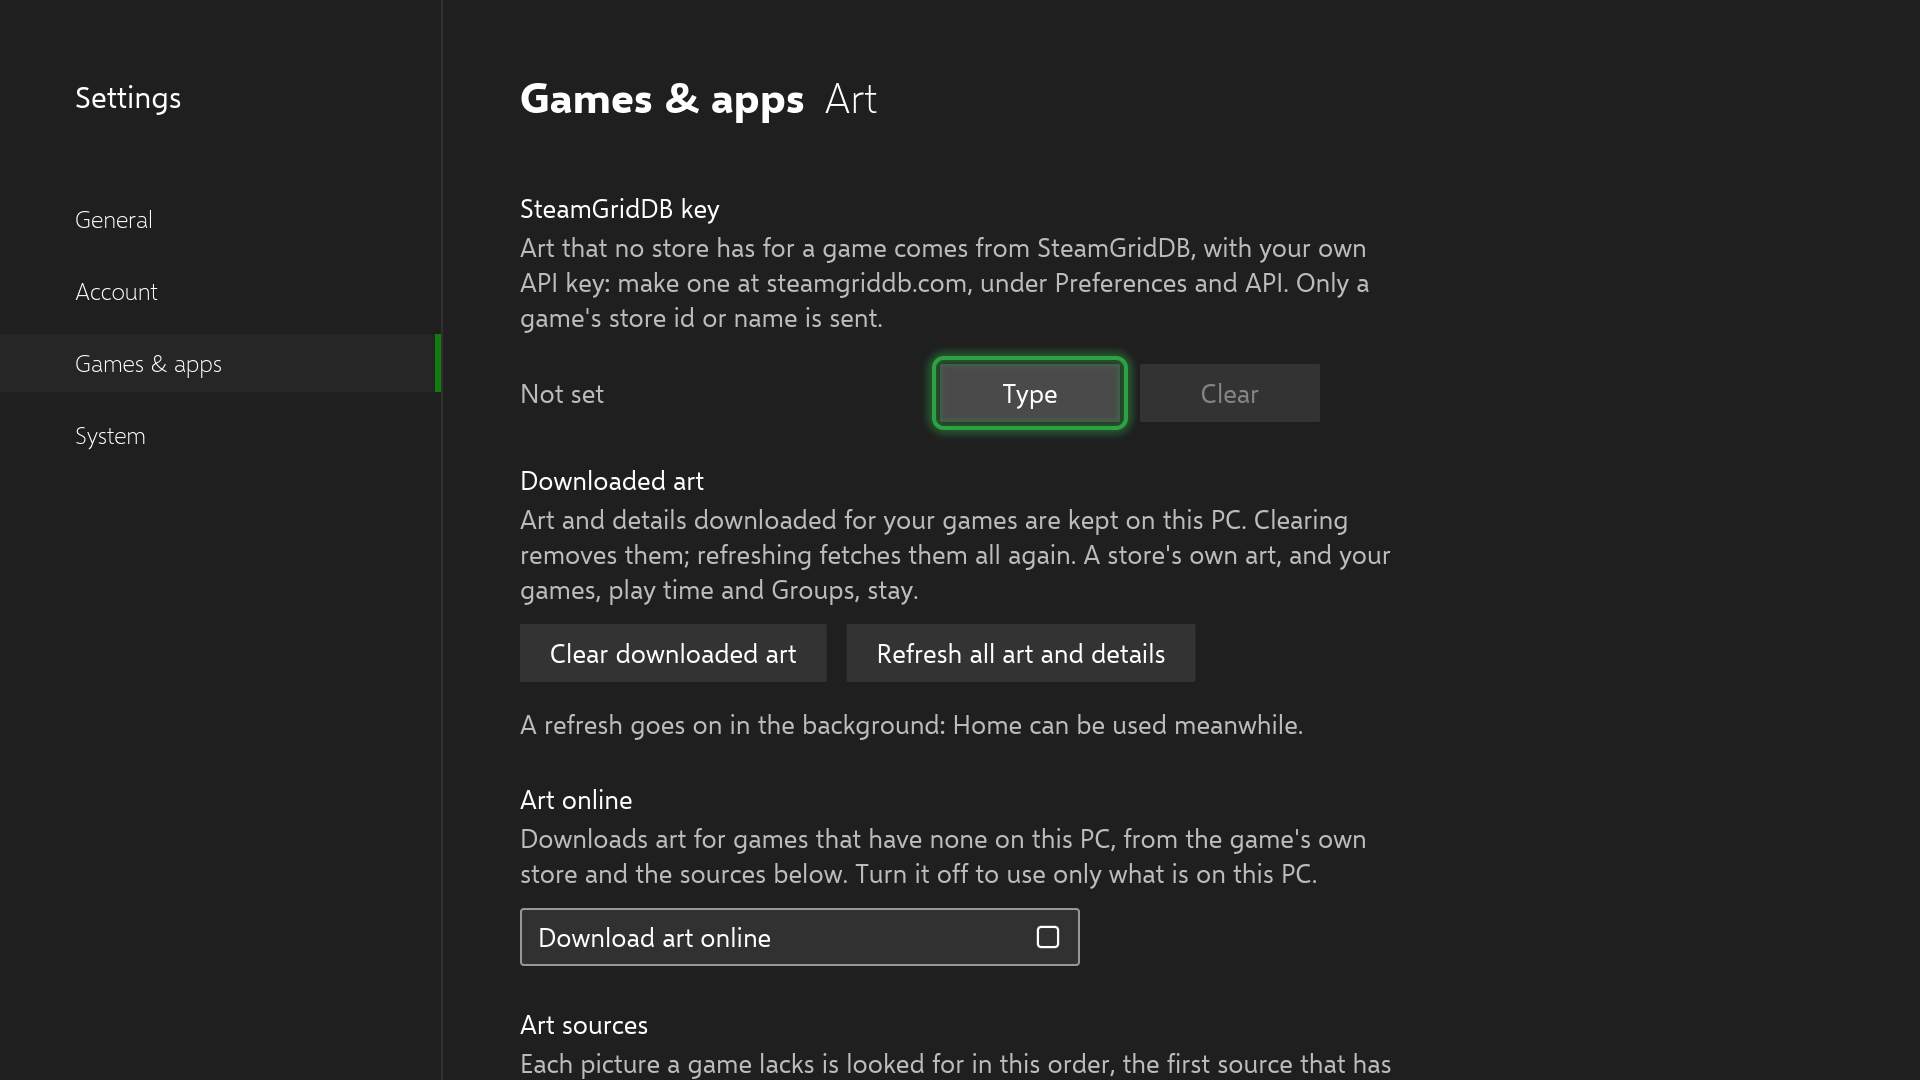 Settings
General
Account
Games & apps
System
Games & apps Art
SteamGridDB key
Art that no store has for a game comes from SteamGridDB, with your own
API key: make one at steamgriddb.com, under Preferences and API. Only a
game's store id or name is sent.
Not set
Type
Clear
Downloaded art
Art and details downloaded for your games are kept on this PC. Clearing
removes them; refreshing fetches them all again. A store's own art, and your
games, play time and Groups, stay.
Clear downloaded art
Refresh all art and details
A refresh goes on in the background: Home can be used meanwhile.
Art online
Downloads art for games that have none on this PC, from the game's own
store and the sources below. Turn it off to use only what is on this PC.
Download art online
Art sources
Each picture a game lacks is looked for in this order, the first source that has